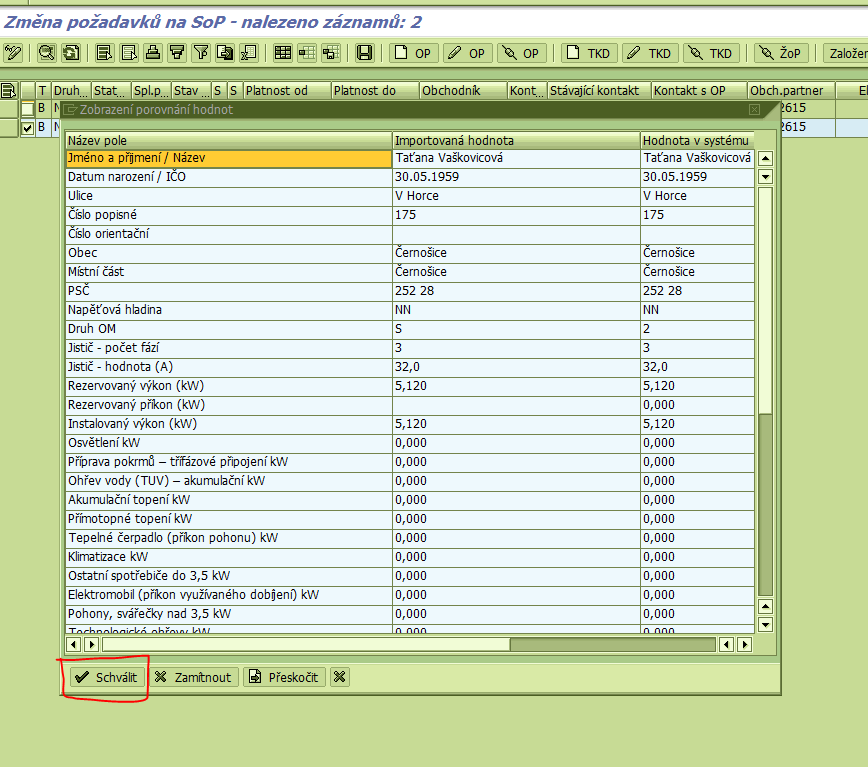 Změna požadavků na SoP - nalezeno záznamů: 2
OP OP OP TKD TKD TKD ŽoP Založen
T Druh... Stat... Spl.p... Stav ... S S Platnost od Platnost do Obchodník Kont... Stávající kontakt Kontakt s OP Obch.partner
B 2615
B 2615
Zobrazení porovnání hodnot
Název pole Importovaná hodnota Hodnota v systému
Jméno a příjmení / Název Taťana Vaškovicová Taťana Vaškovicová
Datum narození / IČO 30.05.1959 30.05.1959
Ulice V Horce V Horce
Číslo popisné 175 175
Číslo orientační
Obec Černošice Černošice
Místní část Černošice Černošice
PSČ 252 28 252 28
Napěťová hladina NN NN
Druh OM S 2
Jistič - počet fází 3 3
Jistič - hodnota (A) 32,0 32,0
Rezervovaný výkon (kW) 5,120 5,120
Rezervovaný příkon (kW) 0,000
Instalovaný výkon (kW) 5,120 5,120
Osvětlení kW 0,000 0,000
Příprava pokrmů – třífázové připojení kW 0,000 0,000
Ohřev vody (TUV) – akumulační kW 0,000 0,000
Akumulační topení kW 0,000 0,000
Přímotopné topení kW 0,000 0,000
Tepelné čerpadlo (příkon pohonu) kW 0,000 0,000
Klimatizace kW 0,000 0,000
Ostatní spotřebiče do 3,5 kW 0,000 0,000
Elektromobil (příkon využívaného dobíjení) kW 0,000 0,000
Pohony, svářečky nad 3,5 kW 0,000 0,000
Technologické ohřevy kW 0,000 0,000
Schválit Zamítnout Přeskočit